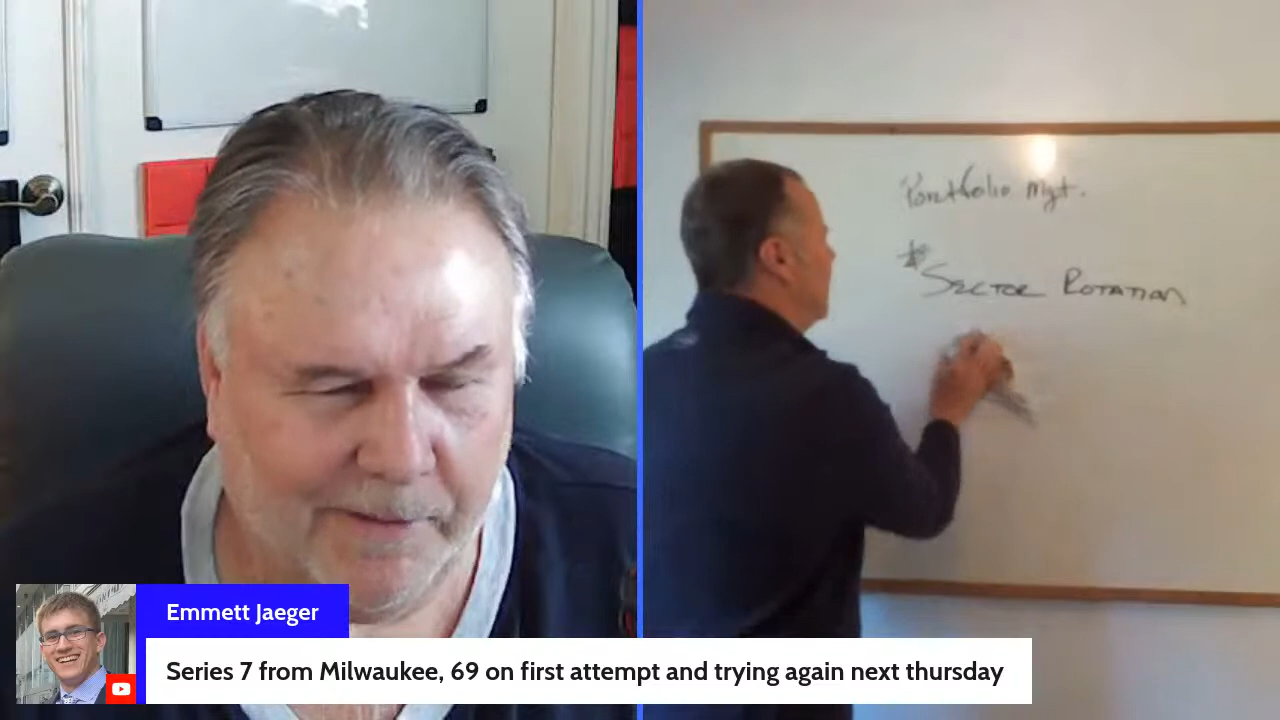 Portfolio Mgt.
* SECTOR ROTATION
Emmett Jaeger
Series 7 from Milwaukee, 69 on first attempt and trying again next thursday